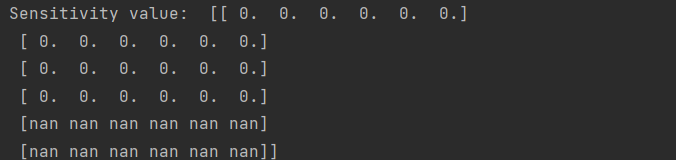 Sensitivity value:  [[ 0.  0.  0.  0.  0.  0.]
 [ 0.  0.  0.  0.  0.  0.]
 [ 0.  0.  0.  0.  0.  0.]
 [ 0.  0.  0.  0.  0.  0.]
 [nan nan nan nan nan nan]
 [nan nan nan nan nan nan]]